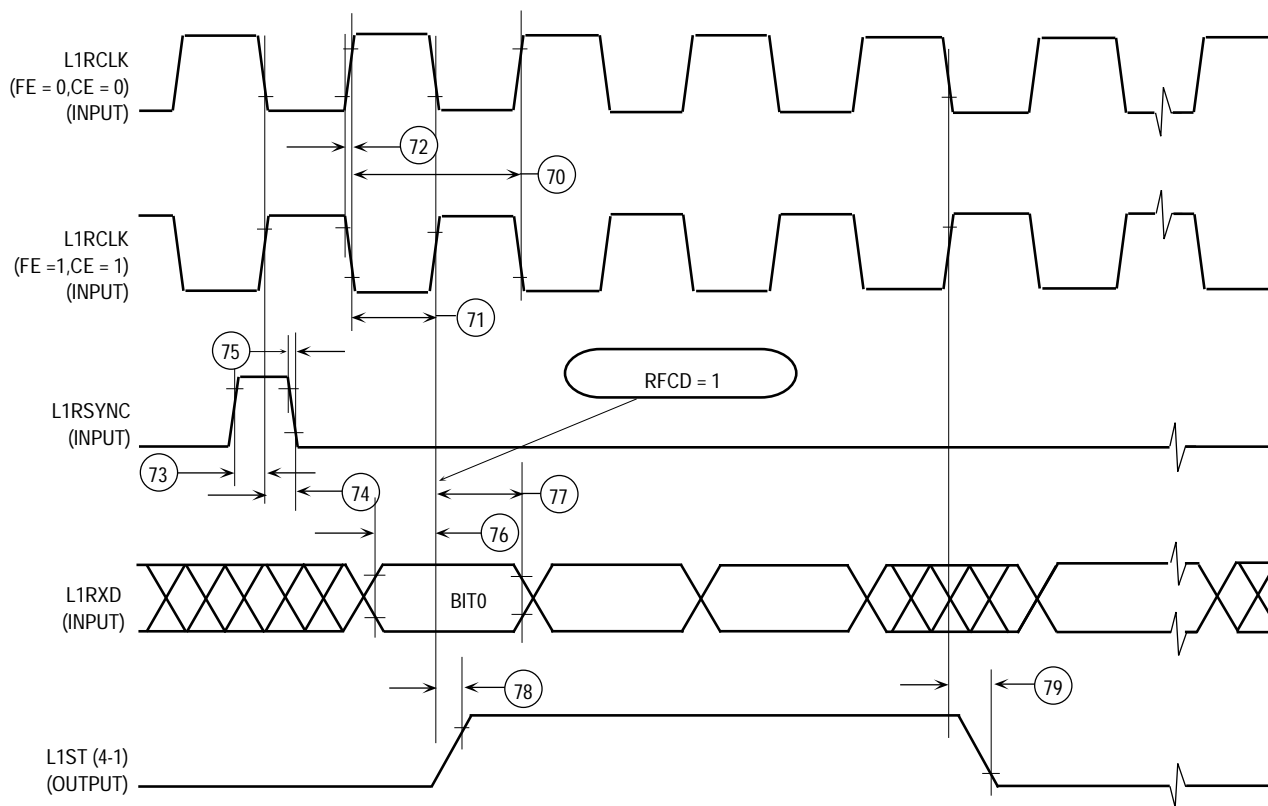 L1RCLK
(FE = 0,CE = 0)
(INPUT)
72
70
L1RCLK
(FE =1,CE = 1)
(INPUT)
71
75
RFCD = 1
L1RSYNC
(INPUT)
73
74
77
76
L1RXD
(INPUT)
BIT0
78
79
L1ST (4-1)
(OUTPUT)